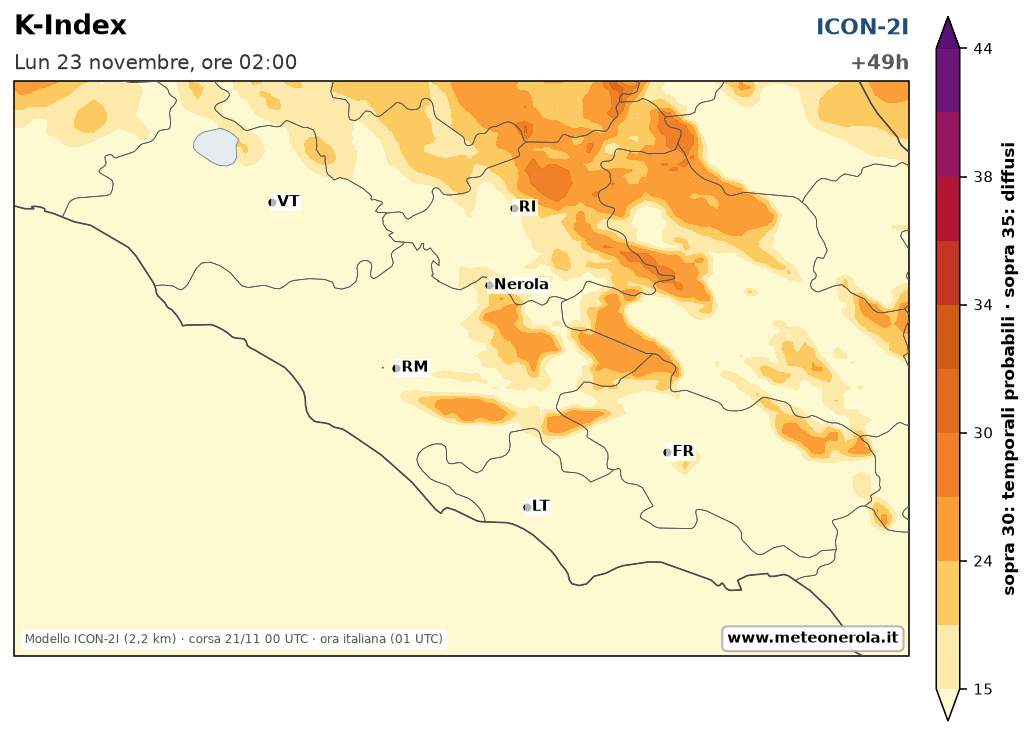 K-Index
ICON-2I
Lun 23 novembre, ore 02:00
+49h
44
38
34
30
24
15
sopra 30: temporali probabili · sopra 35: diffusi
VT
RI
Nerola
RM
FR
LT
Modello ICON-2I (2,2 km) · corsa 21/11 00 UTC · ora italiana (01 UTC)
www.meteonerola.it